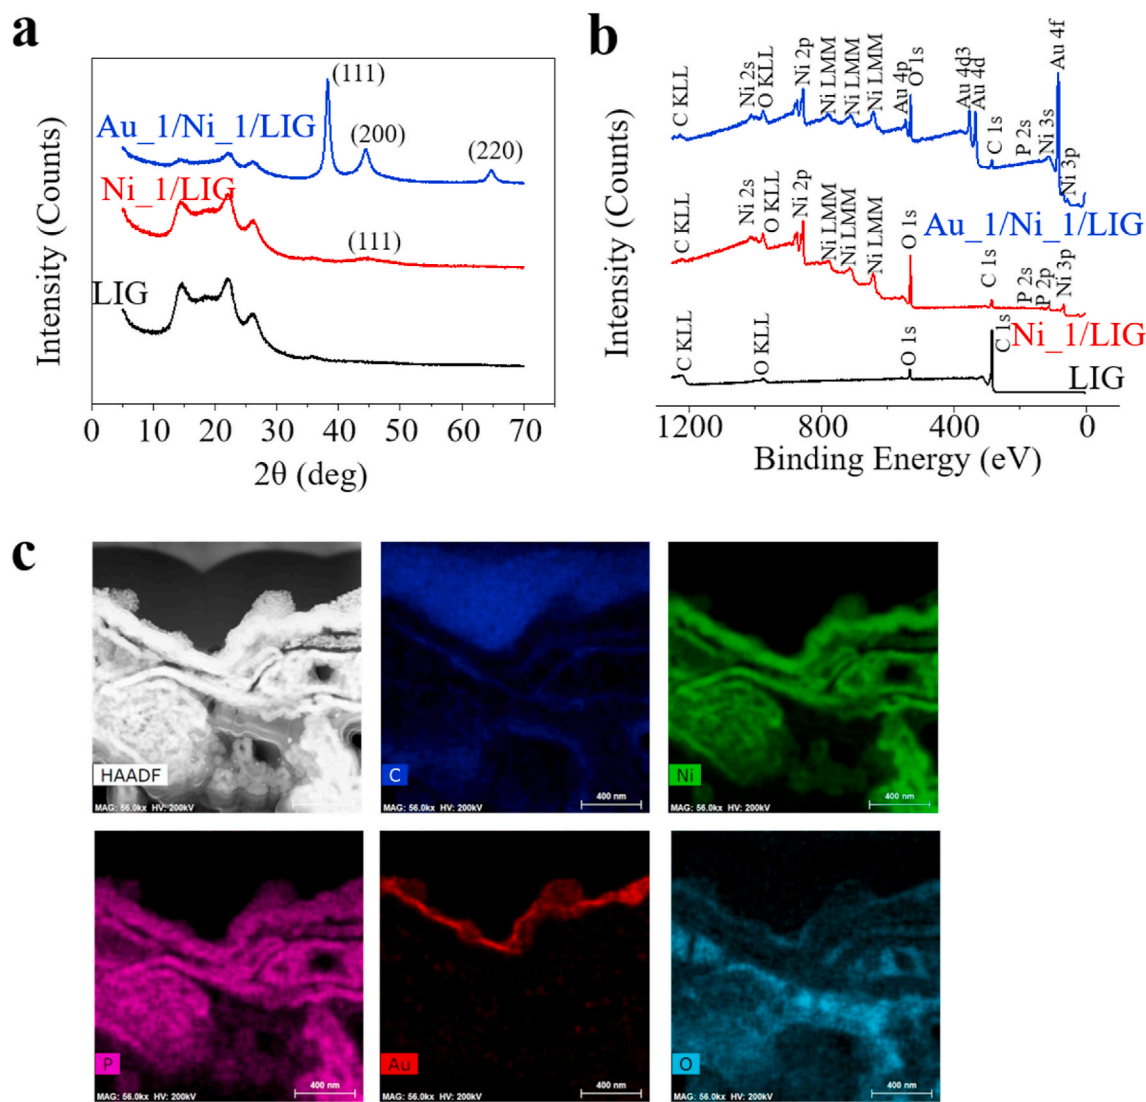 a
Intensity (Counts)
Au_1/Ni_1/LIG
(111)
(200)
(220)
Ni_1/LIG
(111)
LIG
0 10 20 30 40 50 60 70
2θ (deg)
b
Intensity (Counts)
C KLL
Ni 2s
O KLL
Ni 2p
Ni LMM
Ni LMM
Ni LMM
Au 4p
O 1s
Au 4d3
Au 4d
C 1s
P 2s
Ni 3s
Au 4f
Ni 3p
Au_1/Ni_1/LIG
C KLL
Ni 2s
O KLL
Ni 2p
Ni LMM
Ni LMM
Ni LMM
O 1s
C 1s
P 2s
P 2p
Ni 3p
Ni_1/LIG
C KLL
O KLL
O 1s
C 1s
LIG
1200 800 400 0
Binding Energy (eV)
c
HAADF
MAG: 56.0kx HV: 200kV
C
MAG: 56.0kx HV: 200kV
400 nm
Ni
MAG: 56.0kx HV: 200kV
400 nm
P
MAG: 56.0kx HV: 200kV
400 nm
Au
MAG: 56.0kx HV: 200kV
400 nm
O
MAG: 56.0kx HV: 200kV
400 nm